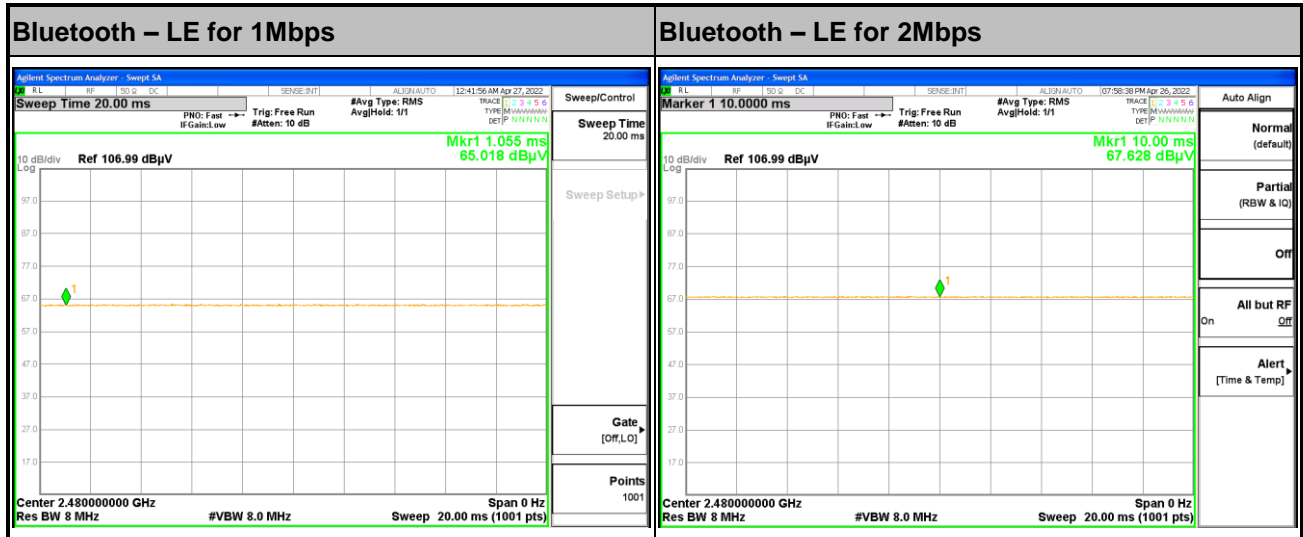 Bluetooth – LE for 1Mbps
Agilent Spectrum Analyzer - Swept SA
RL RF 50 Ω DC SENSE:INT ALIGNAUTO 12:41:56 AM Apr 27, 2022
Sweep Time 20.00 ms
PNO: Fast
IFGain:Low
Trig: Free Run
#Atten: 10 dB
#Avg Type: RMS
Avg|Hold: 1/1
TRACE 1 2 3 4 5 6
TYPE MWWWWW
DET P NNNNN
Mkr1 1.055 ms
65.018 dBµV
10 dB/div Ref 106.99 dBµV
Log
97.0
87.0
77.0
67.0
57.0
47.0
37.0
27.0
17.0
1
Center 2.480000000 GHz Span 0 Hz
Res BW 8 MHz #VBW 8.0 MHz Sweep 20.00 ms (1001 pts)
Sweep/Control
Sweep Time
20.00 ms
Sweep Setup
Gate
[Off,LO]
Points
1001
Bluetooth – LE for 2Mbps
Agilent Spectrum Analyzer - Swept SA
RL RF 50 Ω DC SENSE:INT ALIGNAUTO 07:58:38 PM Apr 26, 2022
Marker 1 10.0000 ms
PNO: Fast
IFGain:Low
Trig: Free Run
#Atten: 10 dB
#Avg Type: RMS
Avg|Hold: 1/1
TRACE 1 2 3 4 5 6
TYPE MWWWWW
DET P NNNNN
Mkr1 10.00 ms
67.628 dBµV
10 dB/div Ref 106.99 dBµV
Log
97.0
87.0
77.0
67.0
57.0
47.0
37.0
27.0
17.0
1
Center 2.480000000 GHz Span 0 Hz
Res BW 8 MHz #VBW 8.0 MHz Sweep 20.00 ms (1001 pts)
Auto Align
Normal
(default)
Partial
(RBW & IQ)
Off
All but RF
On Off
Alert
[Time & Temp]